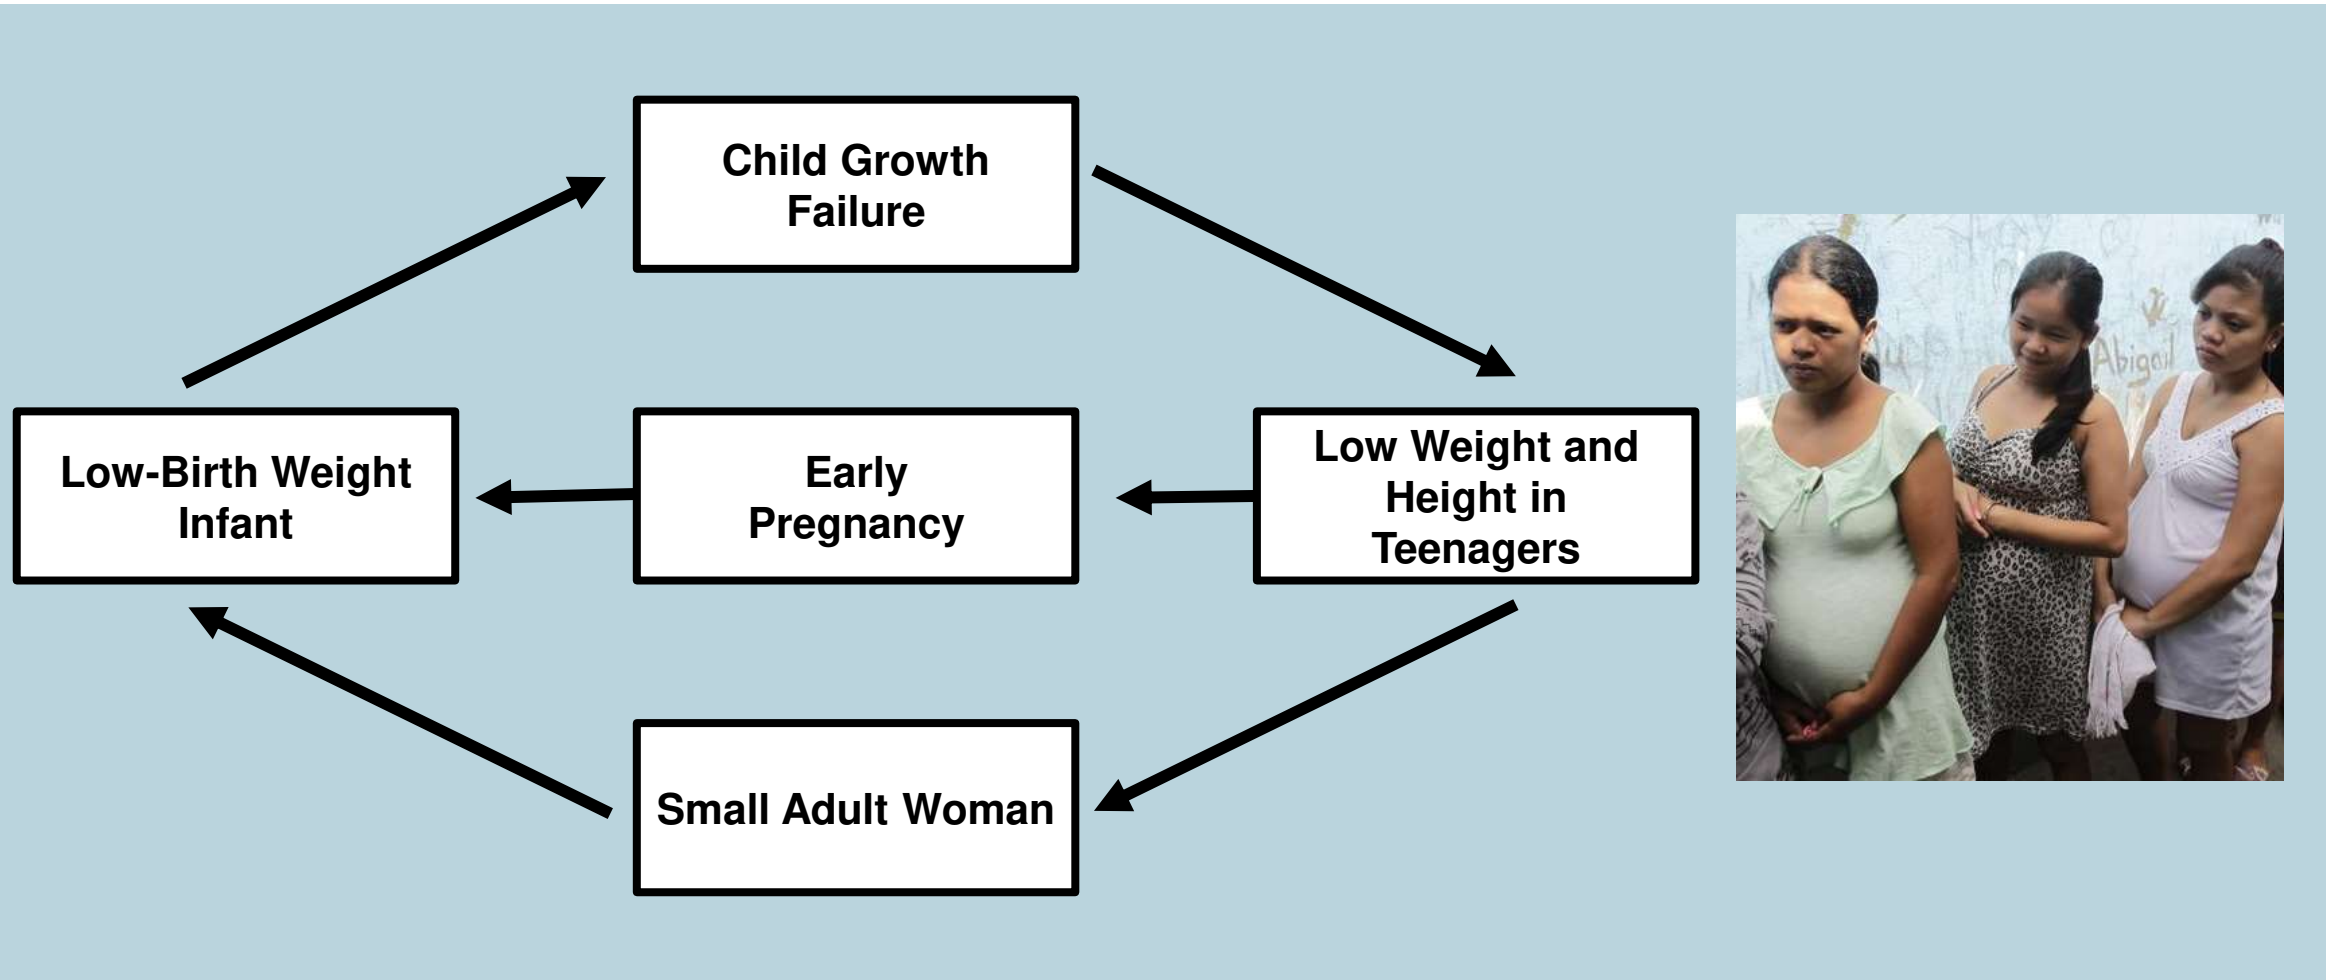 Child Growth
Failure
Low-Birth Weight
Infant
Early
Pregnancy
Low Weight and
Height in
Teenagers
Small Adult Woman
Abigail